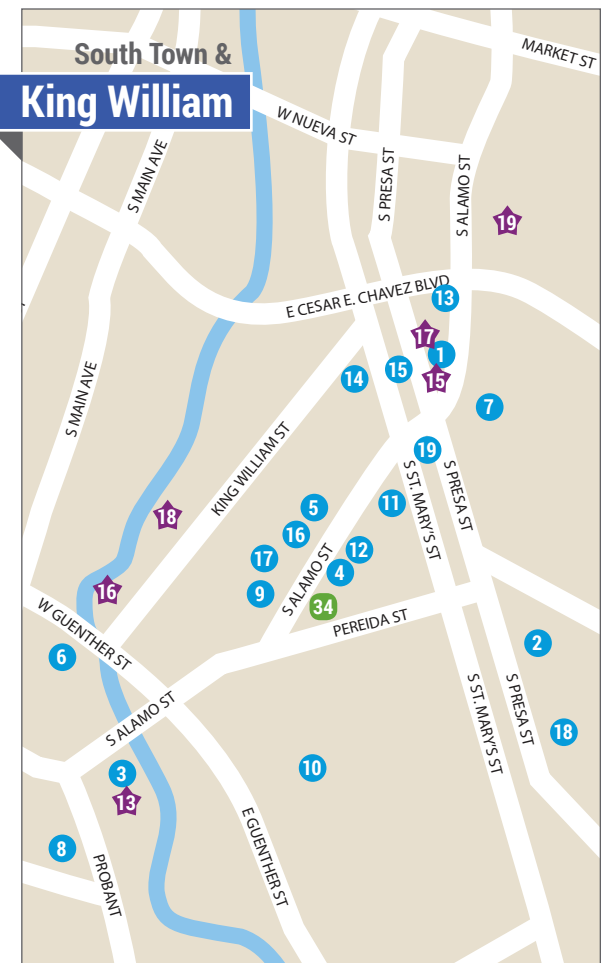 South Town &
King William
MARKET ST
W NUEVA ST
S MAIN AVE
S PRESA ST
S ALAMO ST
19
E CESAR E. CHAVEZ BLVD
13
17
1
15
15
14
7
S MAIN AVE
KING WILLIAM ST
19
S ST. MARY'S ST
S PRESA ST
11
5
18
16
12
17
4
S ALAMO ST
16
9
34
PEREIDA ST
W GUENTHER ST
6
2
S ALAMO ST
S ST. MARY'S ST
S PRESA ST
18
3
10
13
8
E GUENTHER ST
PROBANT